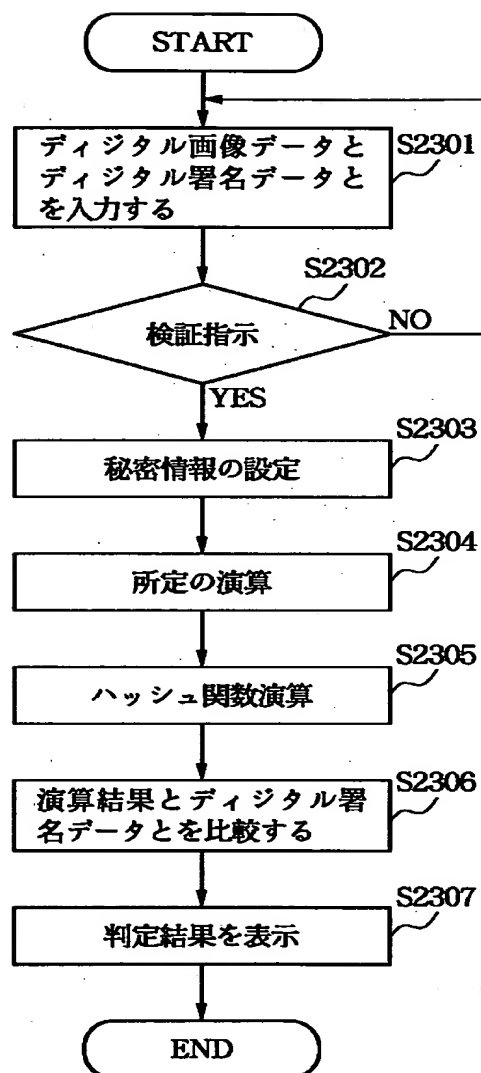 START
ディジタル画像データと
ディジタル署名データと
を入力する
S2301
S2302
検証指示
NO
YES
S2303
秘密情報の設定
S2304
所定の演算
S2305
ハッシュ関数演算
S2306
演算結果とディジタル署
名データとを比較する
S2307
判定結果を表示
END